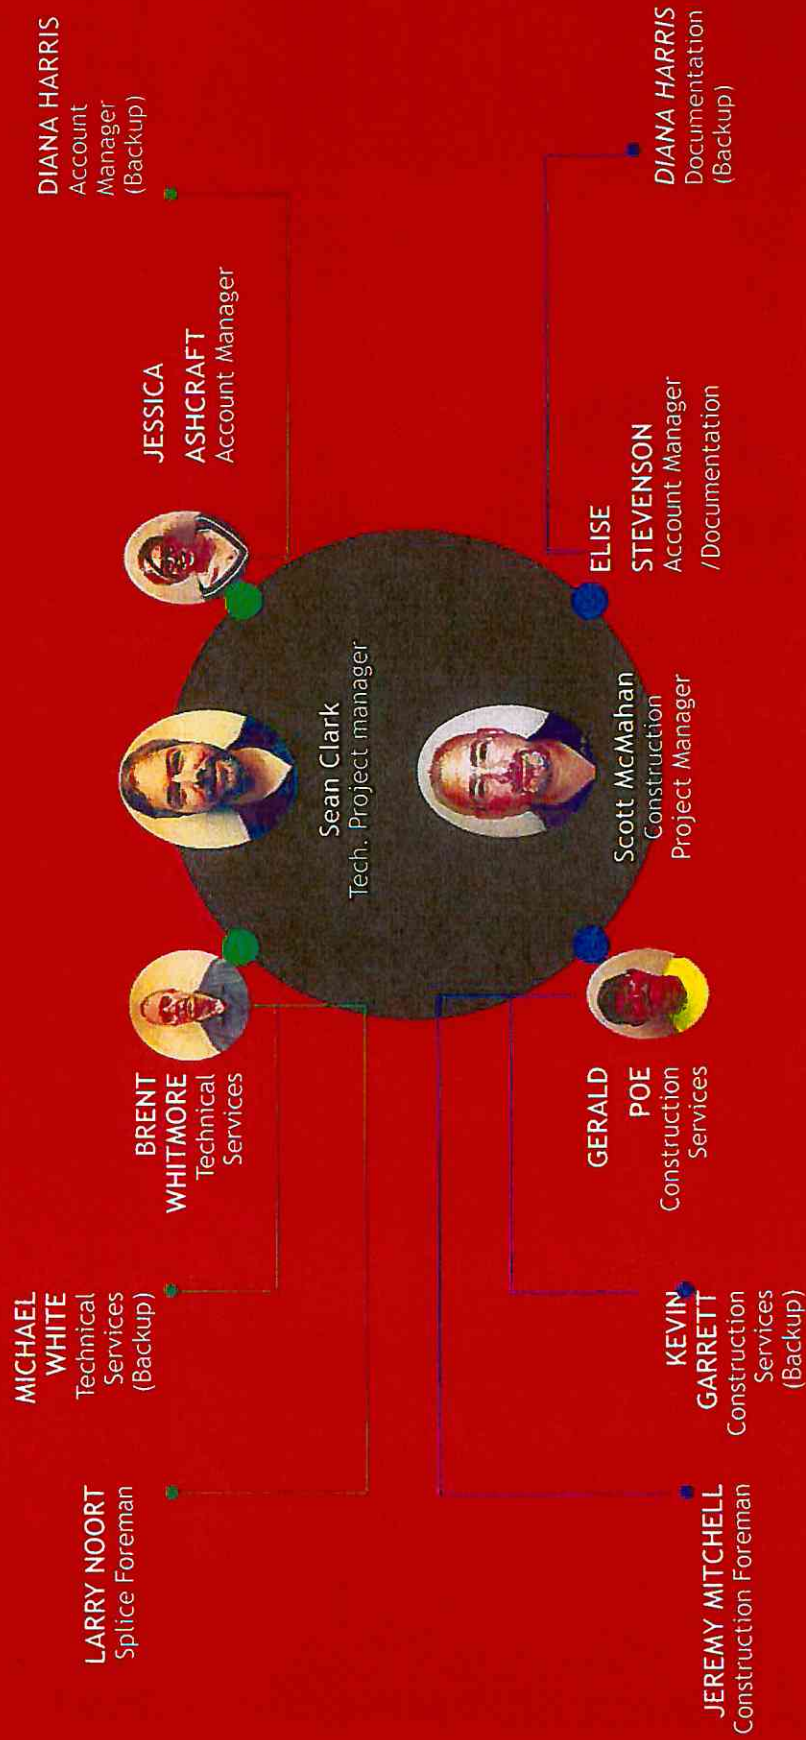 LARRY NOORT
Splice Foreman
MICHAEL
WHITE
Technical
Services
(Backup)
BRENT
WHITMORE
Technical
Services
Sean Clark
Tech. Project manager
JESSICA
ASHCRAFT
Account Manager
DIANA HARRIS
Account
Manager
(Backup)
JEREMY MITCHELL
Construction Foreman
KEVIN
GARRETT
Construction
Services
(Backup)
GERALD
POE
Construction
Services
Scott McMahan
Construction
Project Manager
ELISE
STEVENSON
Account Manager
/Documentation
DIANA HARRIS
Documentation
(Backup)